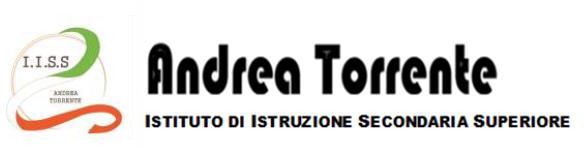 I.I.S.S
ANDREA
TORRENTE
Andrea Torrente
ISTITUTO DI ISTRUZIONE SECONDARIA SUPERIORE